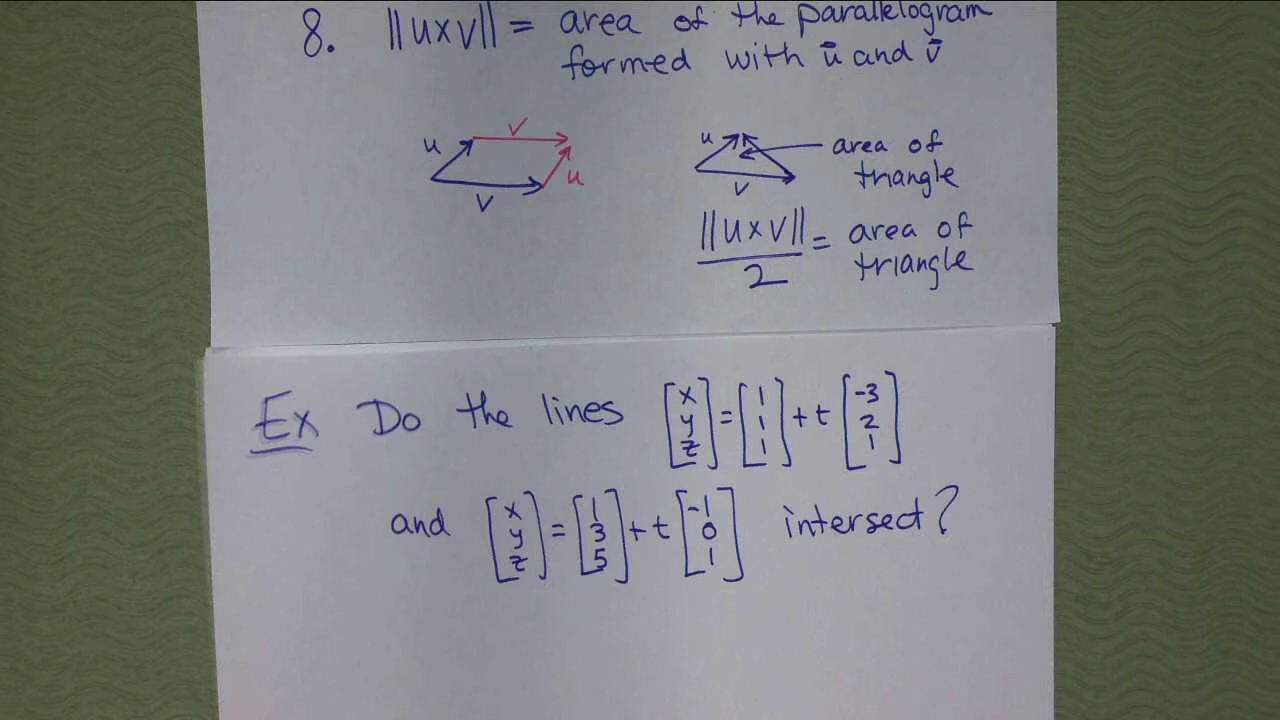 8. ||u×v|| = area of the parallelogram
formed with ū and v̄
v
u
u
v
u
v
area of
triangle
||u×v||
2
= area of
triangle
Ex Do the lines [x y z] = [1 1 1] + t [-3 2 1]
and [x y z] = [1 3 5] + t [-1 0 1] intersect?